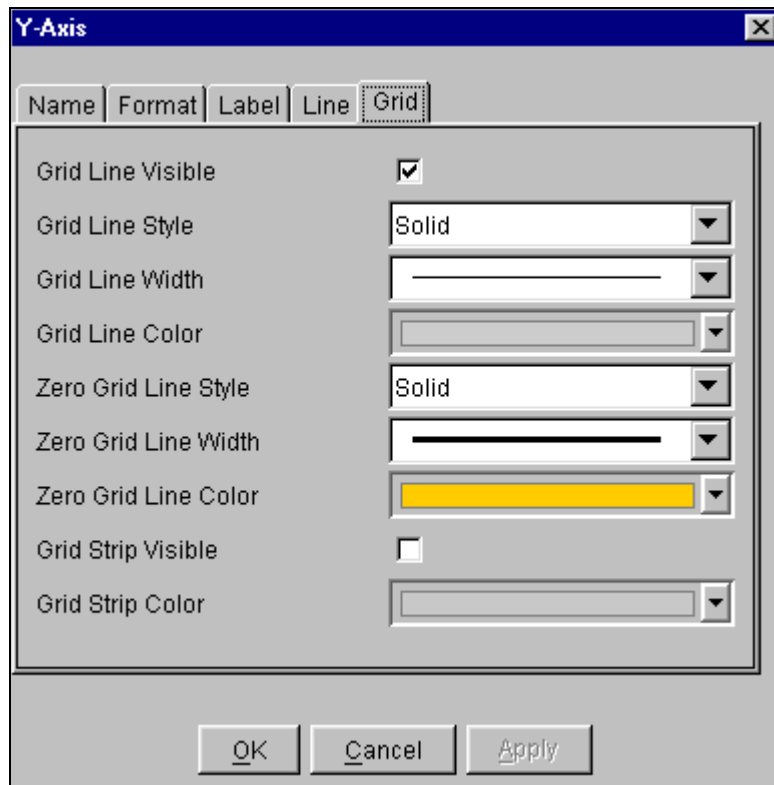 Y-Axis
Name Format Label Line Grid
Grid Line Visible
Grid Line Style Solid
Grid Line Width
Grid Line Color
Zero Grid Line Style Solid
Zero Grid Line Width
Zero Grid Line Color
Grid Strip Visible
Grid Strip Color
OK Cancel Apply